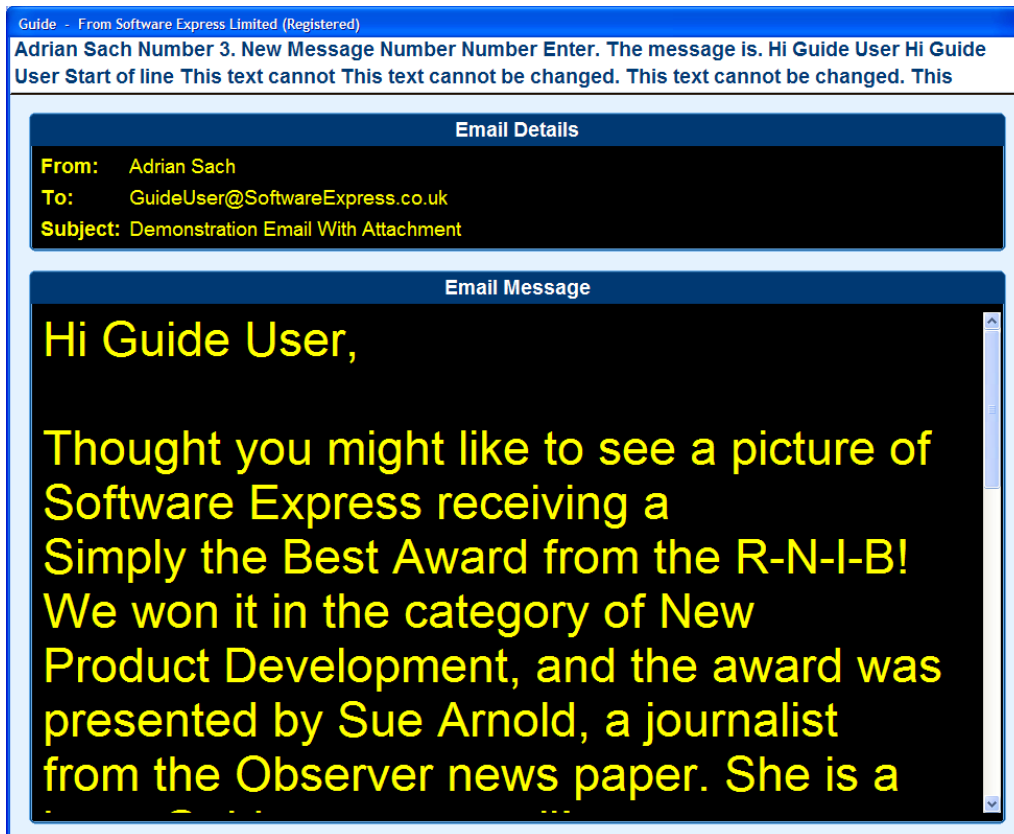 Guide - From Software Express Limited (Registered)
Adrian Sach Number 3. New Message Number Number Enter. The message is. Hi Guide User Hi Guide
User Start of line This text cannot This text cannot be changed. This text cannot be changed. This
Email Details
From: Adrian Sach
To: GuideUser@SoftwareExpress.co.uk
Subject: Demonstration Email With Attachment
Email Message
Hi Guide User,
Thought you might like to see a picture of
Software Express receiving a
Simply the Best Award from the R-N-I-B!
We won it in the category of New
Product Development, and the award was
presented by Sue Arnold, a journalist
from the Observer news paper. She is a